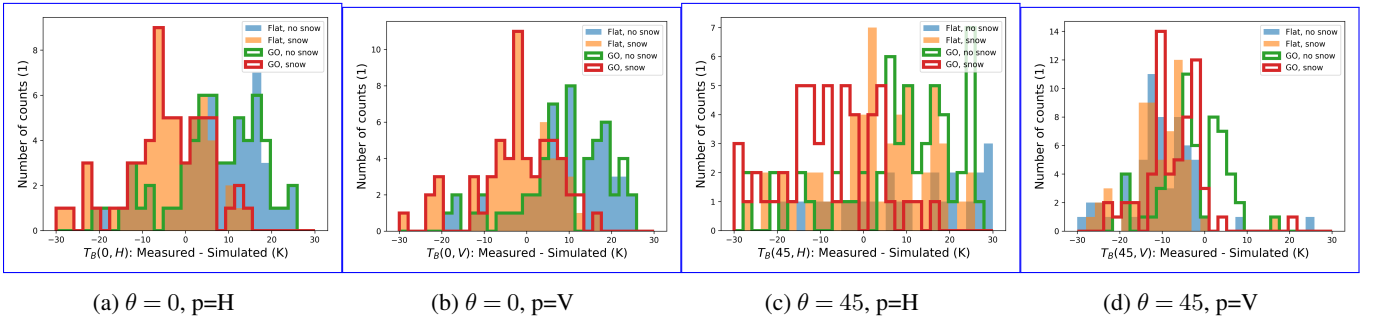 Flat, no snow
Flat, snow
GO, no snow
GO, snow
Number of counts (1)
8
6
4
2
0
−30 −20 −10 0 10 20 30
T_B(0, H): Measured - Simulated (K)
(a) θ = 0, p=H
Flat, no snow
Flat, snow
GO, no snow
GO, snow
Number of counts (1)
10
8
6
4
2
0
−30 −20 −10 0 10 20 30
T_B(0, V): Measured - Simulated (K)
(b) θ = 0, p=V
Flat, no snow
Flat, snow
GO, no snow
GO, snow
Number of counts (1)
7
6
5
4
3
2
1
0
−30 −20 −10 0 10 20 30
T_B(45, H): Measured - Simulated (K)
(c) θ = 45, p=H
Flat, no snow
Flat, snow
GO, no snow
GO, snow
Number of counts (1)
14
12
10
8
6
4
2
0
−30 −20 −10 0 10 20 30
T_B(45, V): Measured - Simulated (K)
(d) θ = 45, p=V